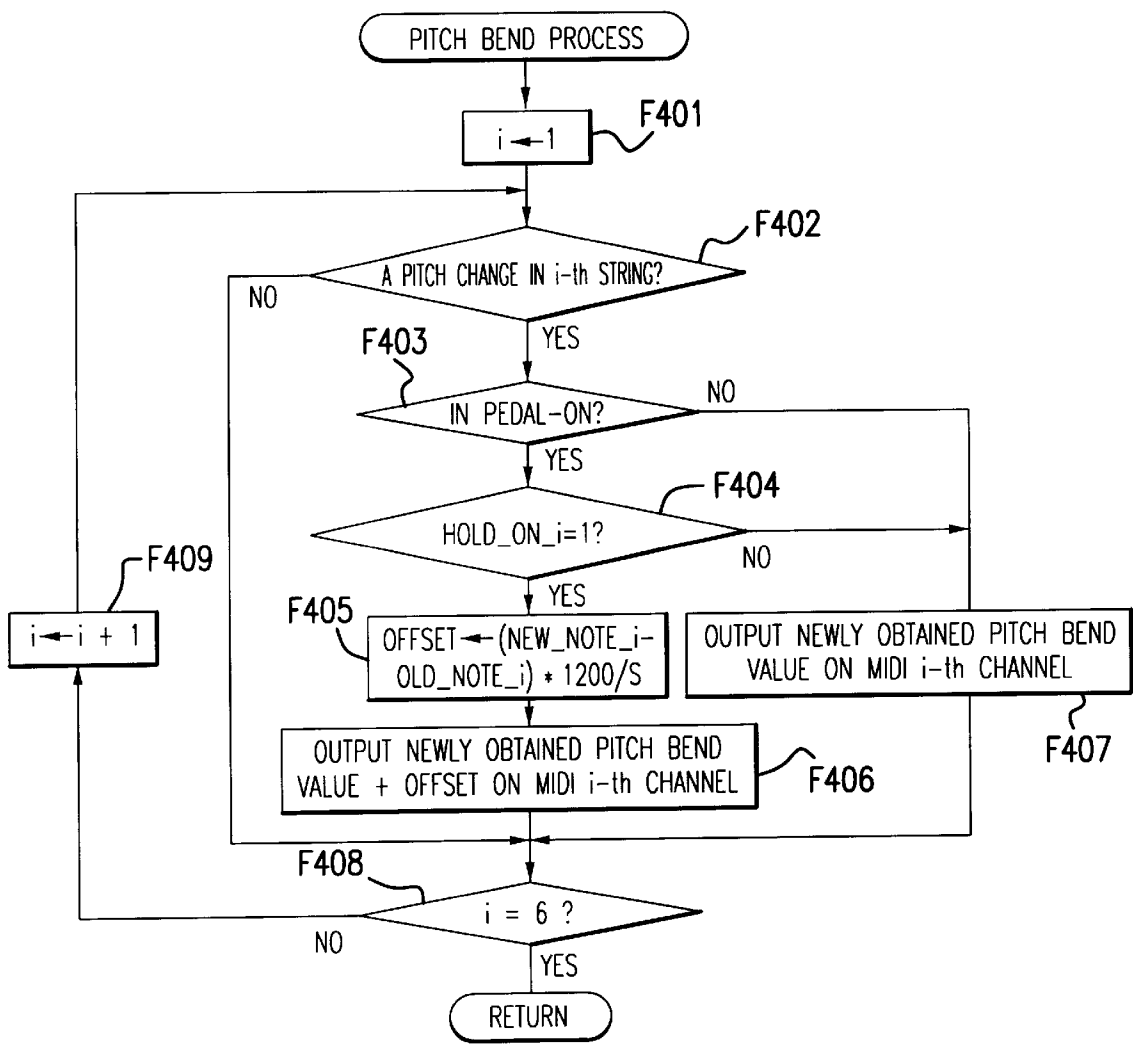 PITCH BEND PROCESS
F401
i ← 1
F402
A PITCH CHANGE IN i-th STRING?
NO
YES
F403
IN PEDAL-ON?
NO
YES
F404
HOLD_ON_i=1?
NO
YES
F409
i ← i + 1
F405
OFFSET ← (NEW_NOTE_i-
OLD_NOTE_i) * 1200/S
OUTPUT NEWLY OBTAINED PITCH BEND
VALUE ON MIDI i-th CHANNEL
F407
OUTPUT NEWLY OBTAINED PITCH BEND
VALUE + OFFSET ON MIDI i-th CHANNEL
F406
F408
i = 6 ?
NO
YES
RETURN